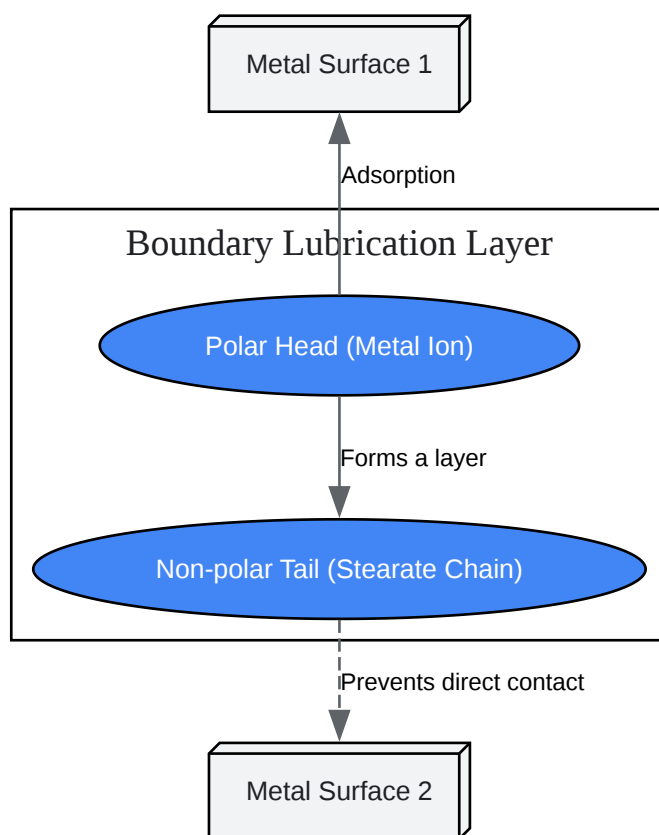 Metal Surface 1
Adsorption
Boundary Lubrication Layer
Polar Head (Metal Ion)
Forms a layer
Non-polar Tail (Stearate Chain)
Prevents direct contact
Metal Surface 2